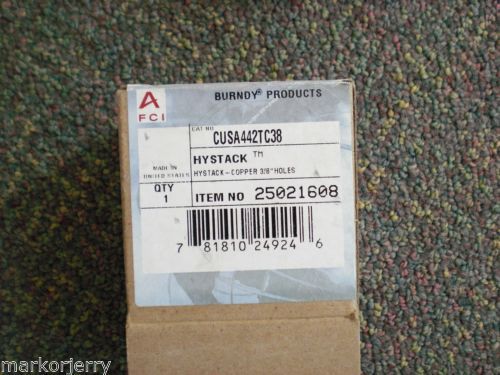 A
FCI
BURNDY® PRODUCTS
CAT NO
CUSA442TC38
HYSTACK ™
HYSTACK-COPPER 3/8"HOLES
MADE IN
UNITED STATES
QTY
1
ITEM NO 25021608
7 81810 24924 6
markorjerry